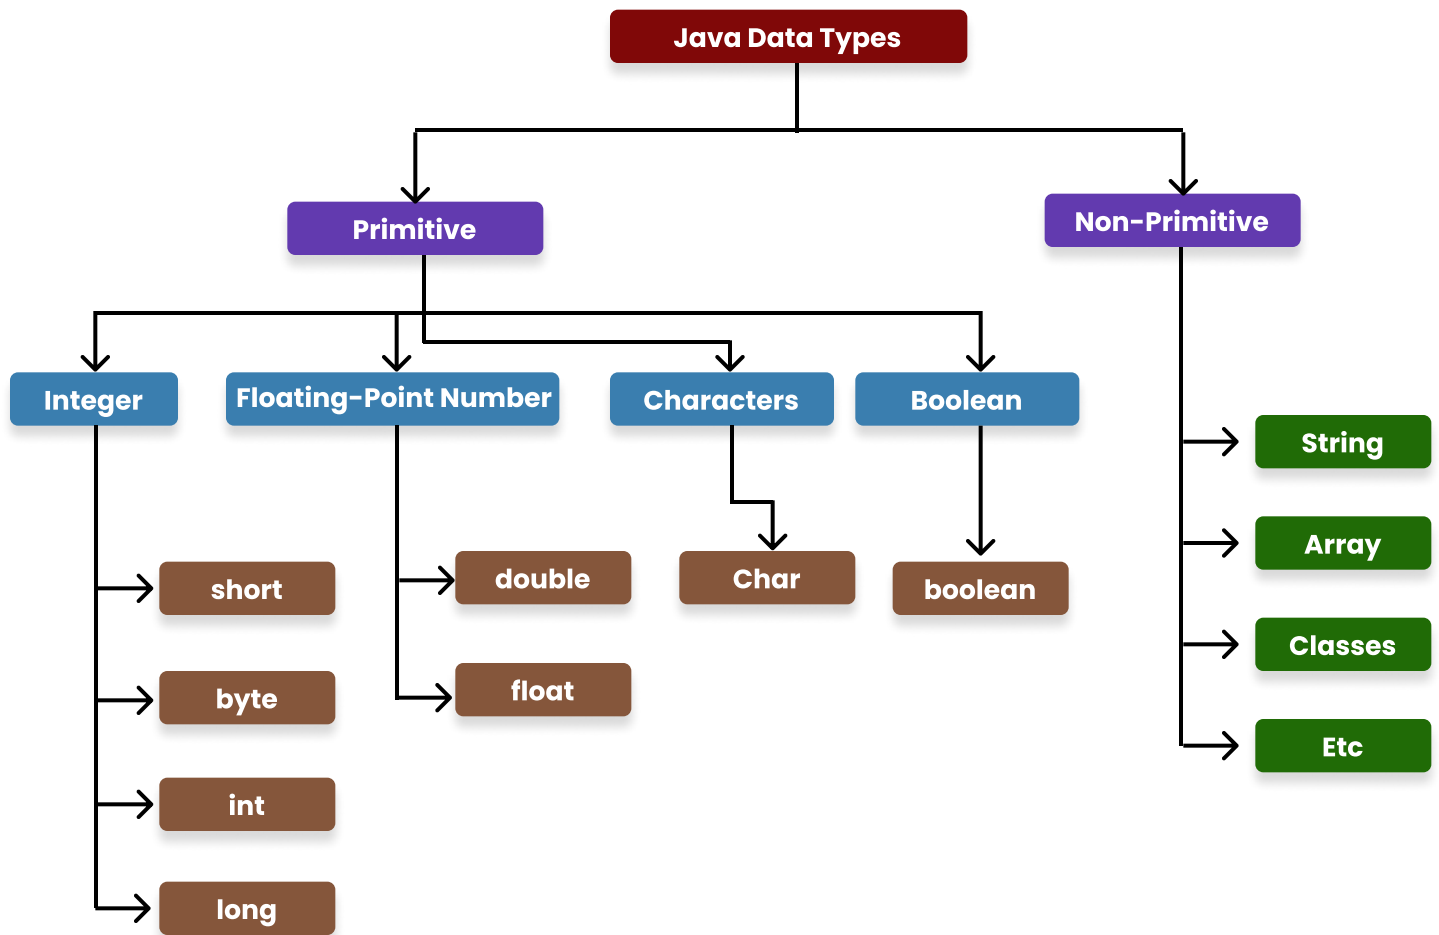 Java Data Types
Primitive
Non-Primitive
Integer
Floating-Point Number
Characters
Boolean
String
Array
Classes
Etc
short
double
Char
boolean
byte
float
int
long